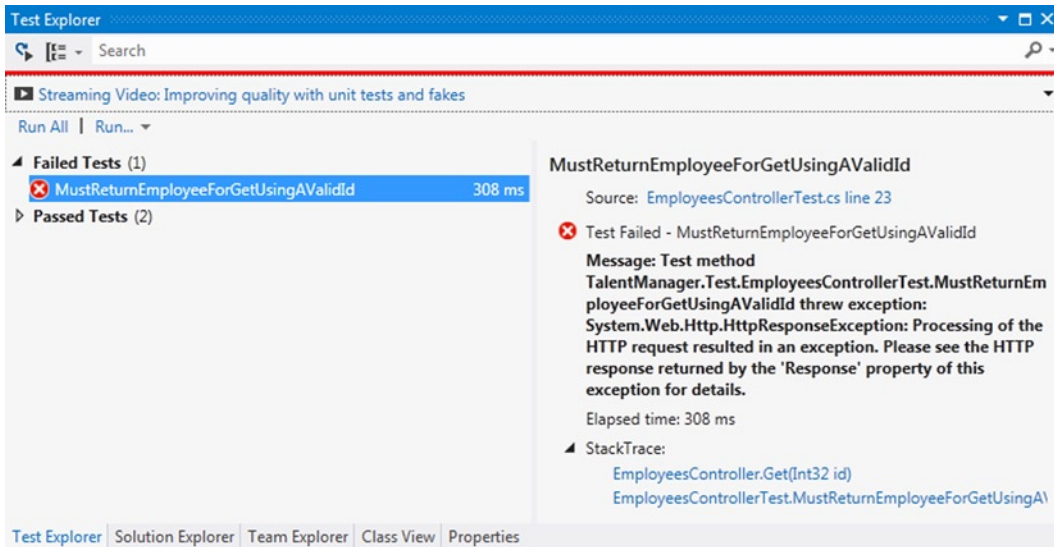 Test Explorer
Search
Streaming Video: Improving quality with unit tests and fakes
Run All | Run...
Failed Tests (1)
MustReturnEmployeeForGetUsingAValidId 308 ms
Passed Tests (2)
MustReturnEmployeeForGetUsingAValidId
Source: EmployeesControllerTest.cs line 23
Test Failed - MustReturnEmployeeForGetUsingAValidId
Message: Test method
TalentManager.Test.EmployeesControllerTest.MustReturnEm
ployeeForGetUsingAValidId threw exception:
System.Web.Http.HttpResponseException: Processing of the
HTTP request resulted in an exception. Please see the HTTP
response returned by the 'Response' property of this
exception for details.
Elapsed time: 308 ms
StackTrace:
EmployeesController.Get(Int32 id)
EmployeesControllerTest.MustReturnEmployeeForGetUsingA
Test Explorer Solution Explorer Team Explorer Class View Properties